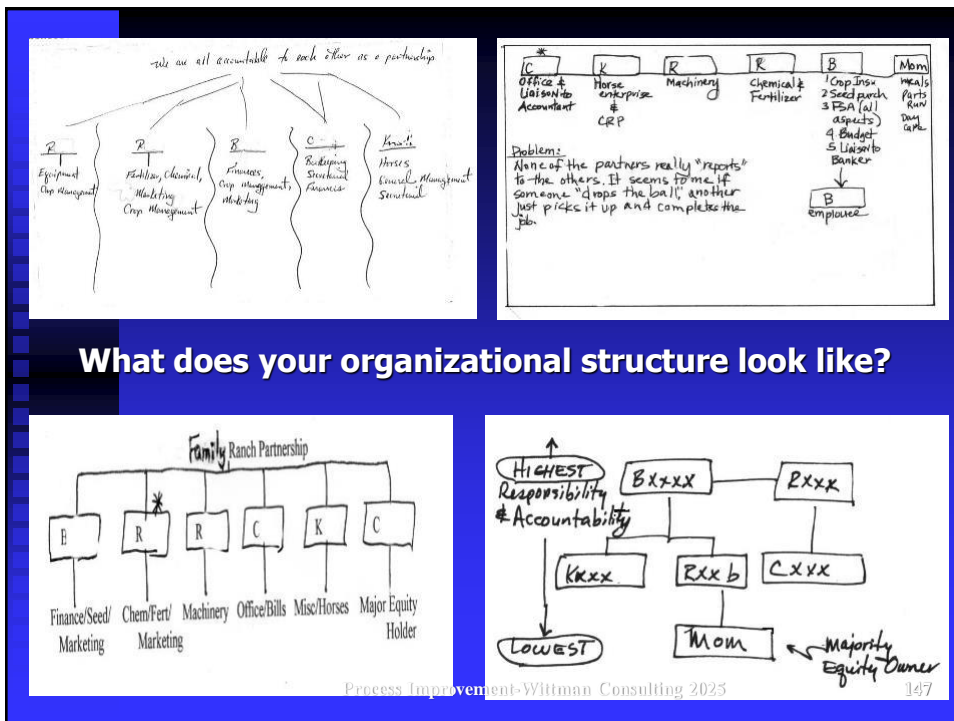 We are all accountable to each other as a partnership
R
Equipment
Crop Management
R
Fertilizer, Chemical,
Marketing
Crop Management
B
Finances,
Crop Management,
Marketing
C
Bookeeping
Secretarial
Finances
Horses
General Management
Secretarial
*
C
Office &
Liaison to
Accountant
K
Horse
enterprise
&
CRP
R
Machinery
R
Chemical &
Fertilizer
B
1 Crop Insu
2 Seed purch
3 FSA (all
aspects)
4 Budget
5 Liaison to
Banker
B
employee
Mom
meals
Parts
Run
Day
care
Problem:
None of the partners really "reports"
to the others. It seems to me if
someone "drops the ball," another
just picks it up and completes the
job.
What does your organizational structure look like?
Family Ranch Partnership
*
B
R
R
C
K
C
Finance/Seed/
Marketing
Chem/Fert/
Marketing
Machinery
Office/Bills
Misc/Horses
Major Equity
Holder
HIGHEST
Responsibility
& Accountability
LOWEST
Bxxxx
Rxxx
Kxxx
Rxx b
Cxxx
Mom
Majority
Equity Owner
Process Improvement-Wittman Consulting 2025
147